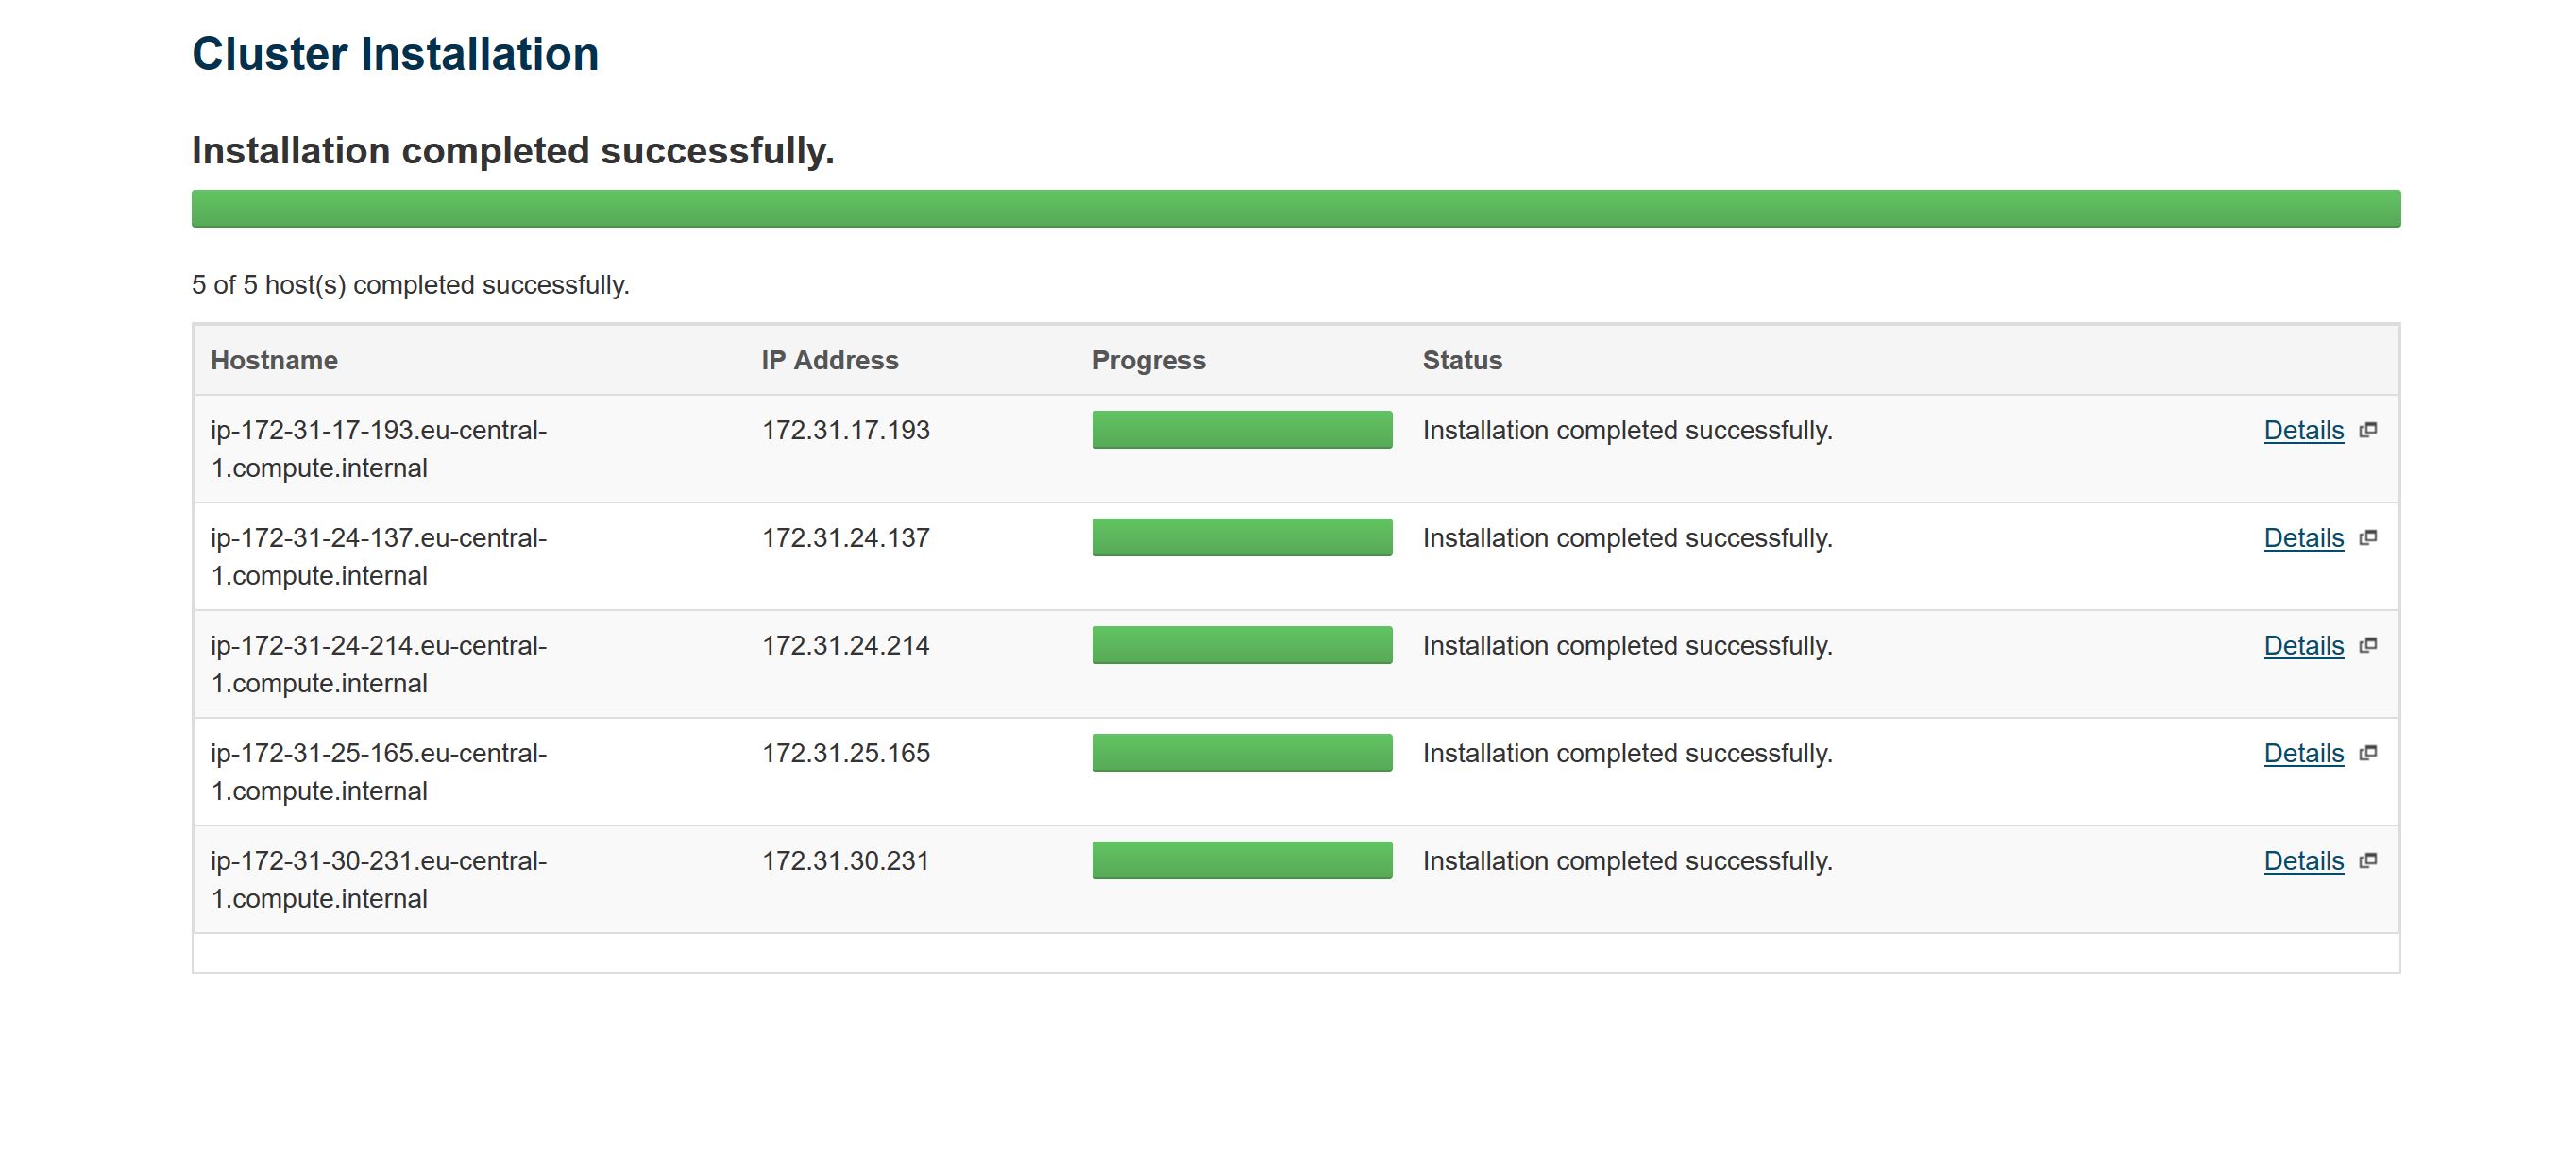 Cluster Installation
Installation completed successfully.
5 of 5 host(s) completed successfully.
Hostname IP Address Progress Status
ip-172-31-17-193.eu-central- 172.31.17.193 Installation completed successfully. Details
1.compute.internal
ip-172-31-24-137.eu-central- 172.31.24.137 Installation completed successfully. Details
1.compute.internal
ip-172-31-24-214.eu-central- 172.31.24.214 Installation completed successfully. Details
1.compute.internal
ip-172-31-25-165.eu-central- 172.31.25.165 Installation completed successfully. Details
1.compute.internal
ip-172-31-30-231.eu-central- 172.31.30.231 Installation completed successfully. Details
1.compute.internal